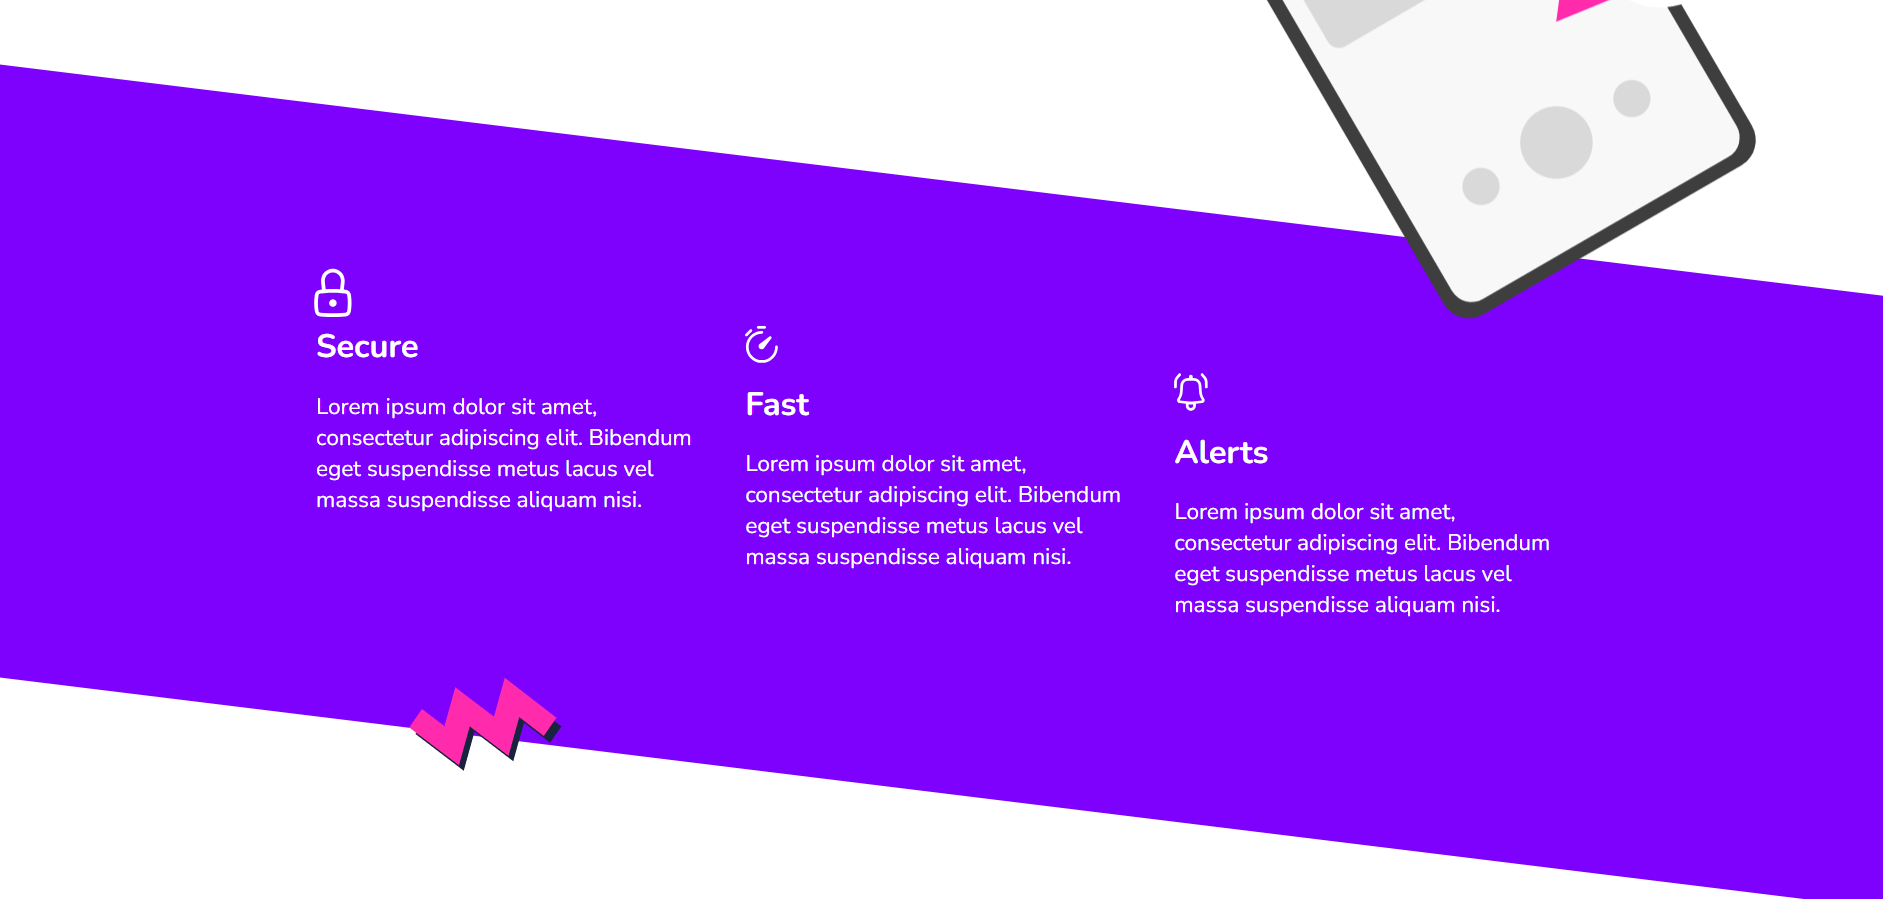 Secure
Lorem ipsum dolor sit amet,
consectetur adipiscing elit. Bibendum
eget suspendisse metus lacus vel
massa suspendisse aliquam nisi.
Fast
Lorem ipsum dolor sit amet,
consectetur adipiscing elit. Bibendum
eget suspendisse metus lacus vel
massa suspendisse aliquam nisi.
Alerts
Lorem ipsum dolor sit amet,
consectetur adipiscing elit. Bibendum
eget suspendisse metus lacus vel
massa suspendisse aliquam nisi.